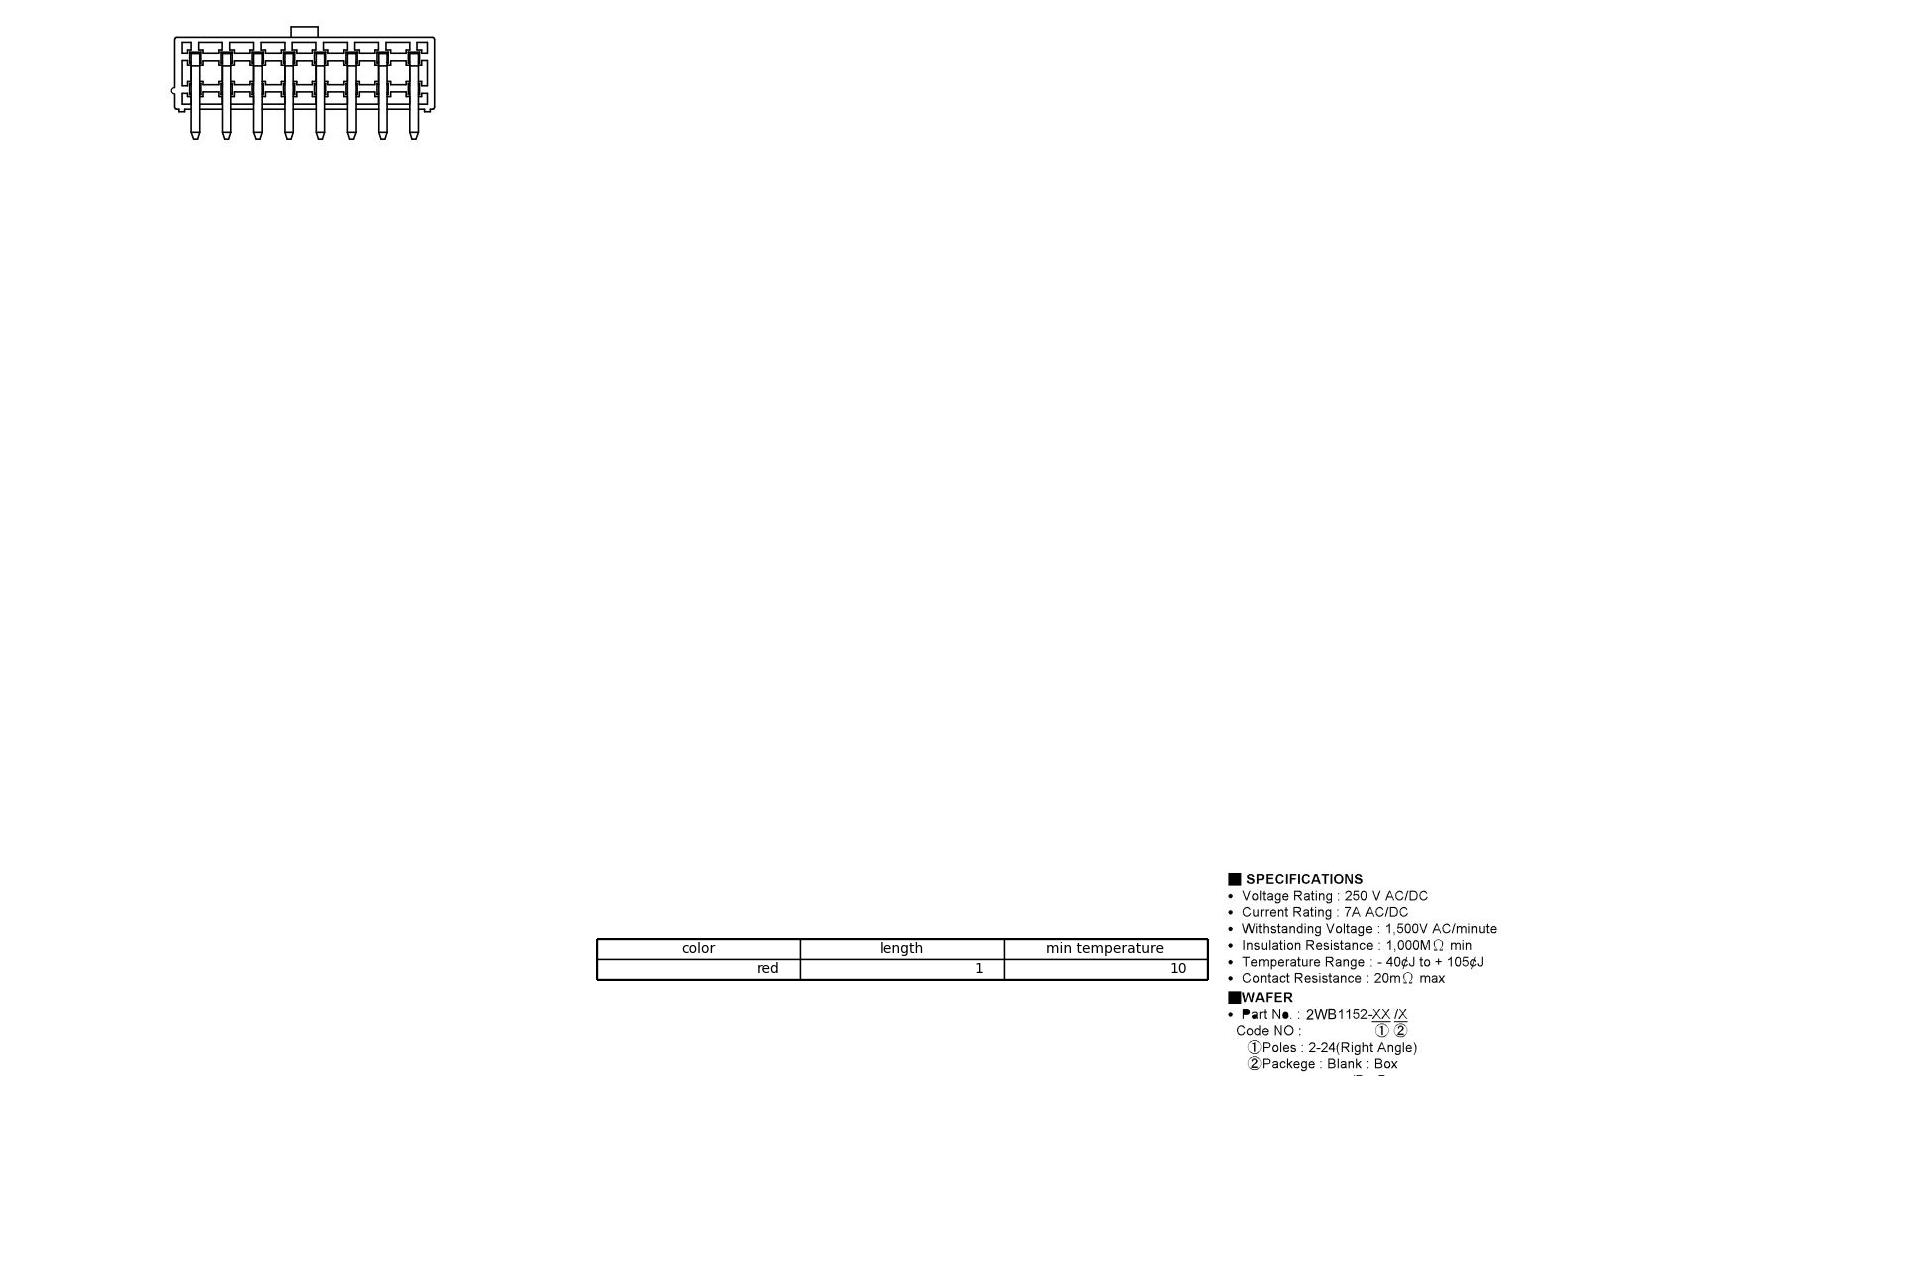 color length min temperature
red 1 10
■ SPECIFICATIONS
• Voltage Rating : 250 V AC/DC
• Current Rating : 7A AC/DC
• Withstanding Voltage : 1,500V AC/minute
• Insulation Resistance : 1,000MΩ min
• Temperature Range : - 40¢J to + 105¢J
• Contact Resistance : 20mΩ max
■WAFER
• Part No. : 2WB1152-XX /X
Code NO : ① ②
①Poles : 2-24(Right Angle)
②Packege : Blank : Box